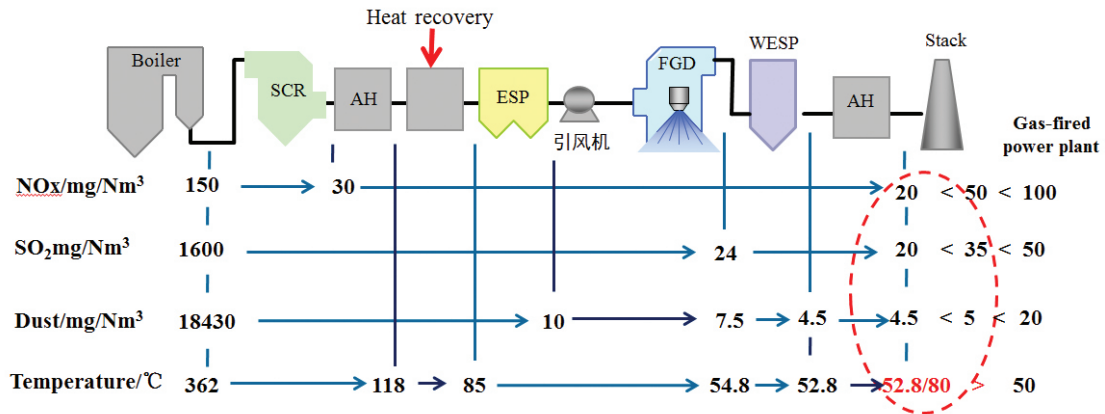 Heat recovery
Boiler
SCR
AH
ESP
引风机
FGD
WESP
AH
Stack
Gas-fired
power plant
NOx/mg/Nm³ 150 30 20 < 50 < 100
SO₂mg/Nm³ 1600 24 20 < 35 < 50
Dust/mg/Nm³ 18430 10 7.5 4.5 4.5 < 5 < 20
Temperature/℃ 362 118 85 54.8 52.8 52.8/80 > 50